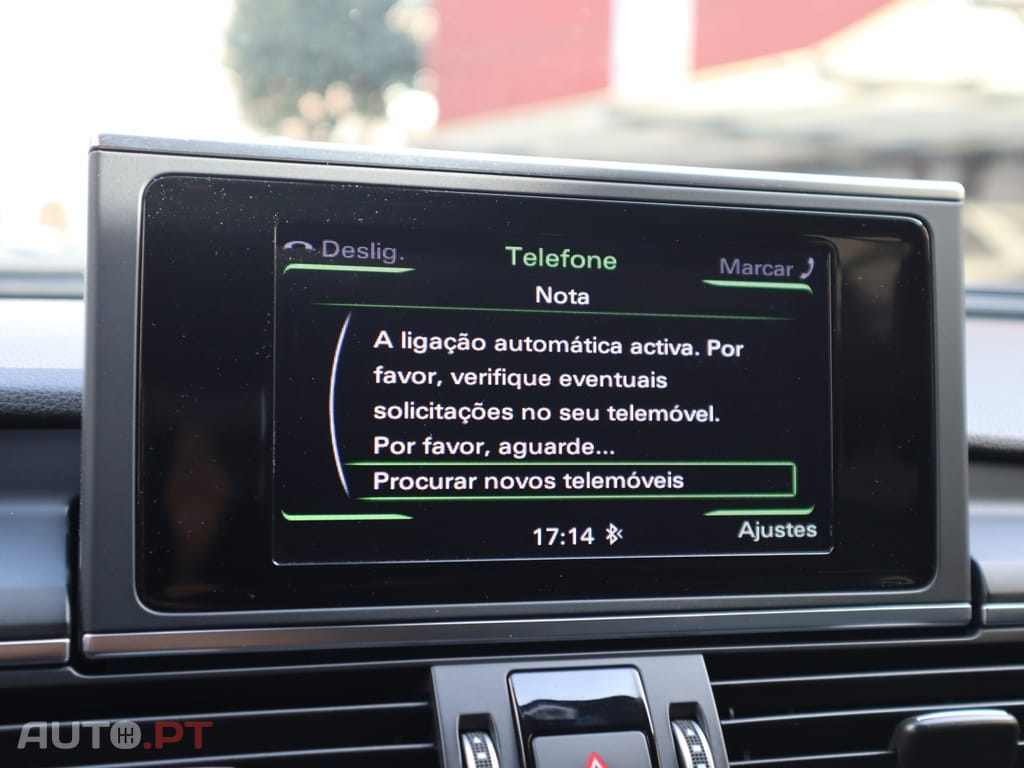 Deslig.
Telefone
Marcar
Nota
A ligação automática activa. Por
favor, verifique eventuais
solicitações no seu telemóvel.
Por favor, aguarde...
Procurar novos telemóveis
17:14
Ajustes
AUTO.PT